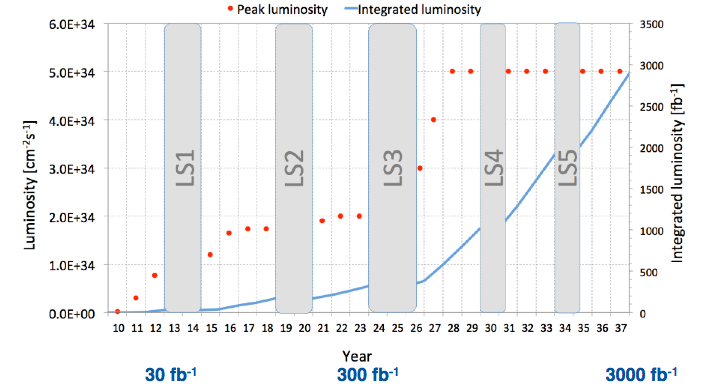 Peak luminosity Integrated luminosity
6.0E+34
5.0E+34
4.0E+34
3.0E+34
2.0E+34
1.0E+34
0.0E+00
Luminosity [cm⁻²s⁻¹]
LS1
LS2
LS3
LS4
LS5
3500
3000
2500
2000
1500
1000
500
0
Integrated luminosity [fb⁻¹]
10 11 12 13 14 15 16 17 18 19 20 21 22 23 24 25 26 27 28 29 30 31 32 33 34 35 36 37
Year
30 fb⁻¹ 300 fb⁻¹ 3000 fb⁻¹